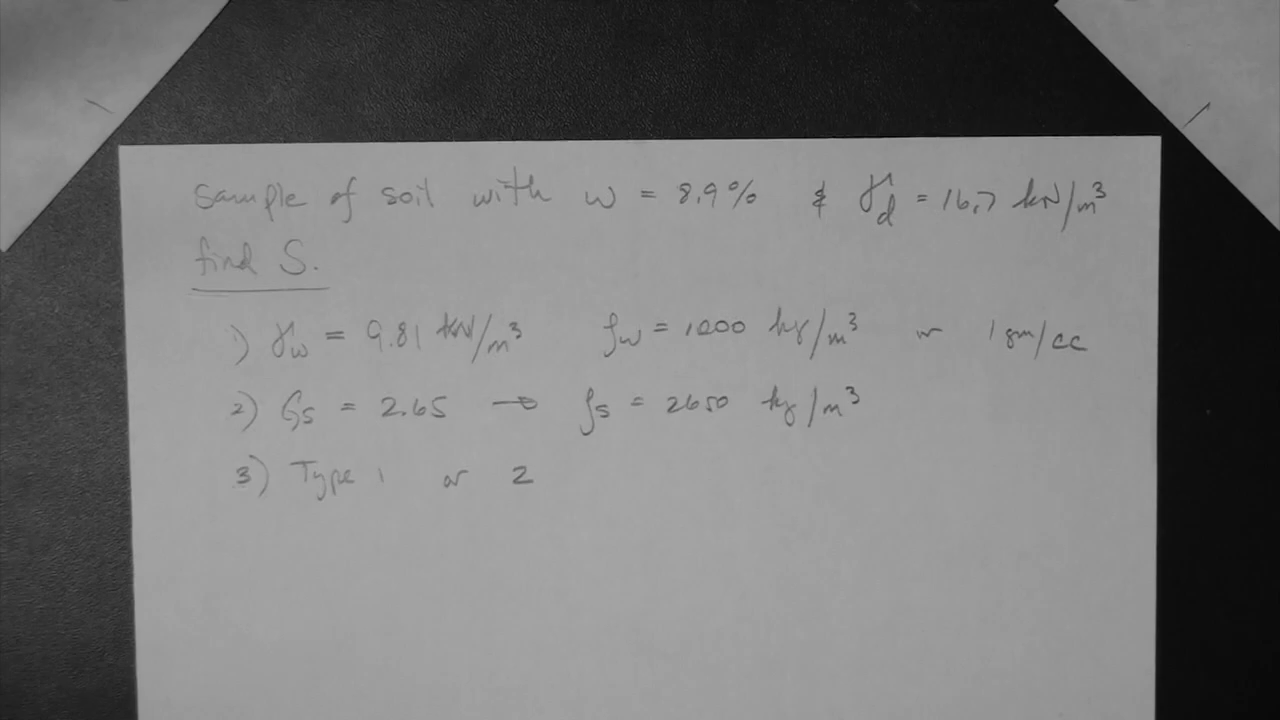 Sample of soil with w = 8.9% & γd = 16.7 kN/m³
find S.
1) γw = 9.81 kN/m³ ρw = 1000 kg/m³ or 1 gm/cc
2) Gs = 2.65 → ρs = 2650 kg/m³
3) Type 1 or 2